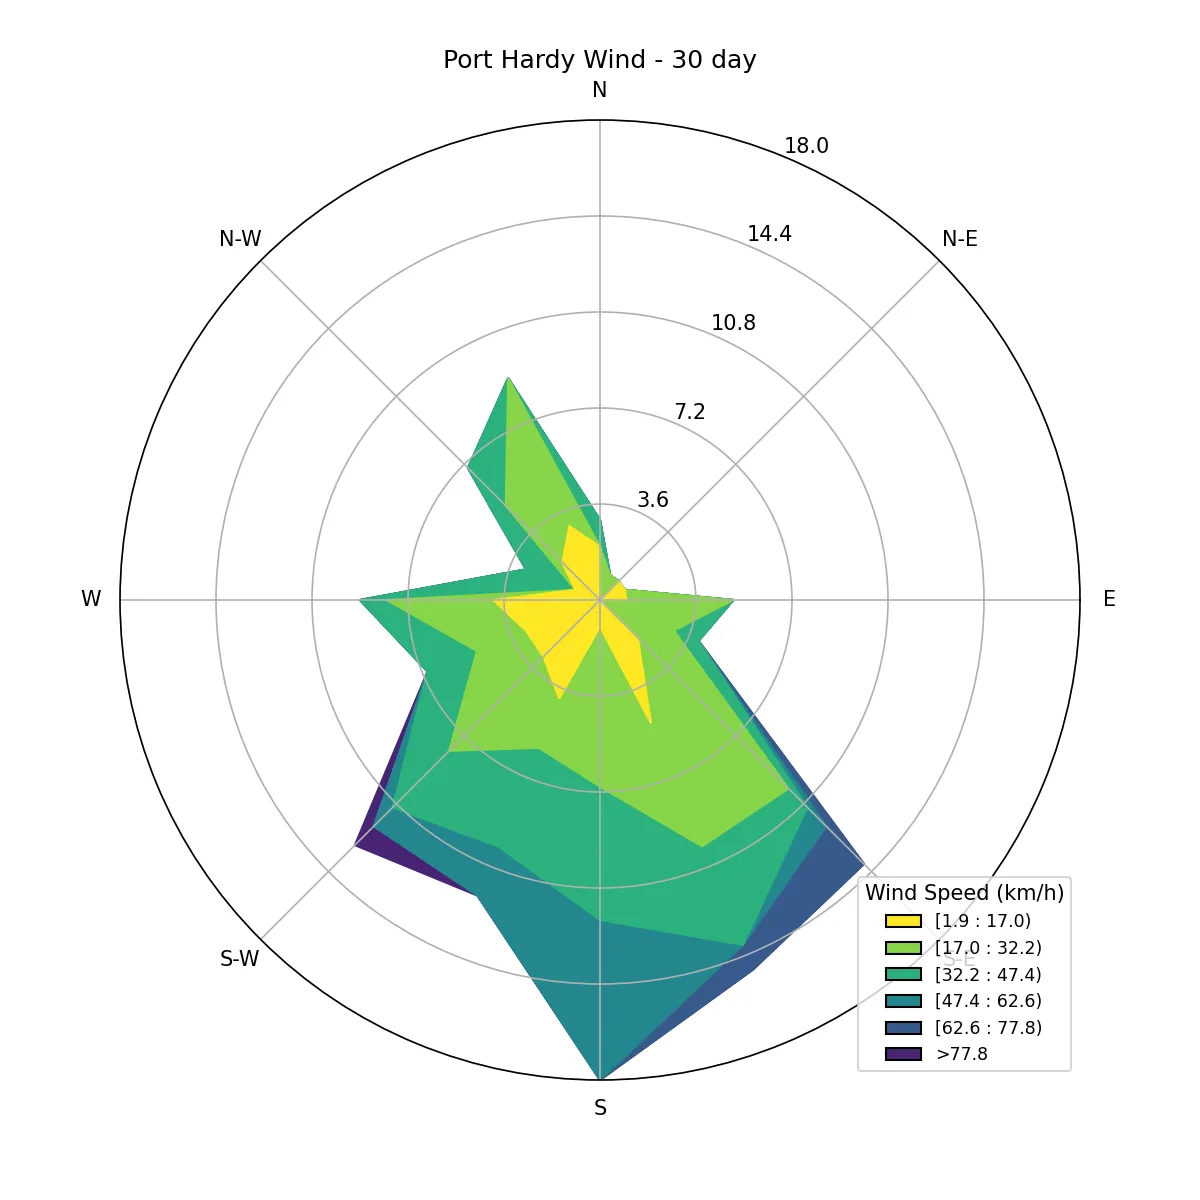 Port Hardy Wind - 30 day
N
18.0
N-W
14.4
N-E
10.8
7.2
3.6
W
E
Wind Speed (km/h)
[1.9 : 17.0)
[17.0 : 32.2)
S-W
S-E
[32.2 : 47.4)
[47.4 : 62.6)
[62.6 : 77.8)
>77.8
S